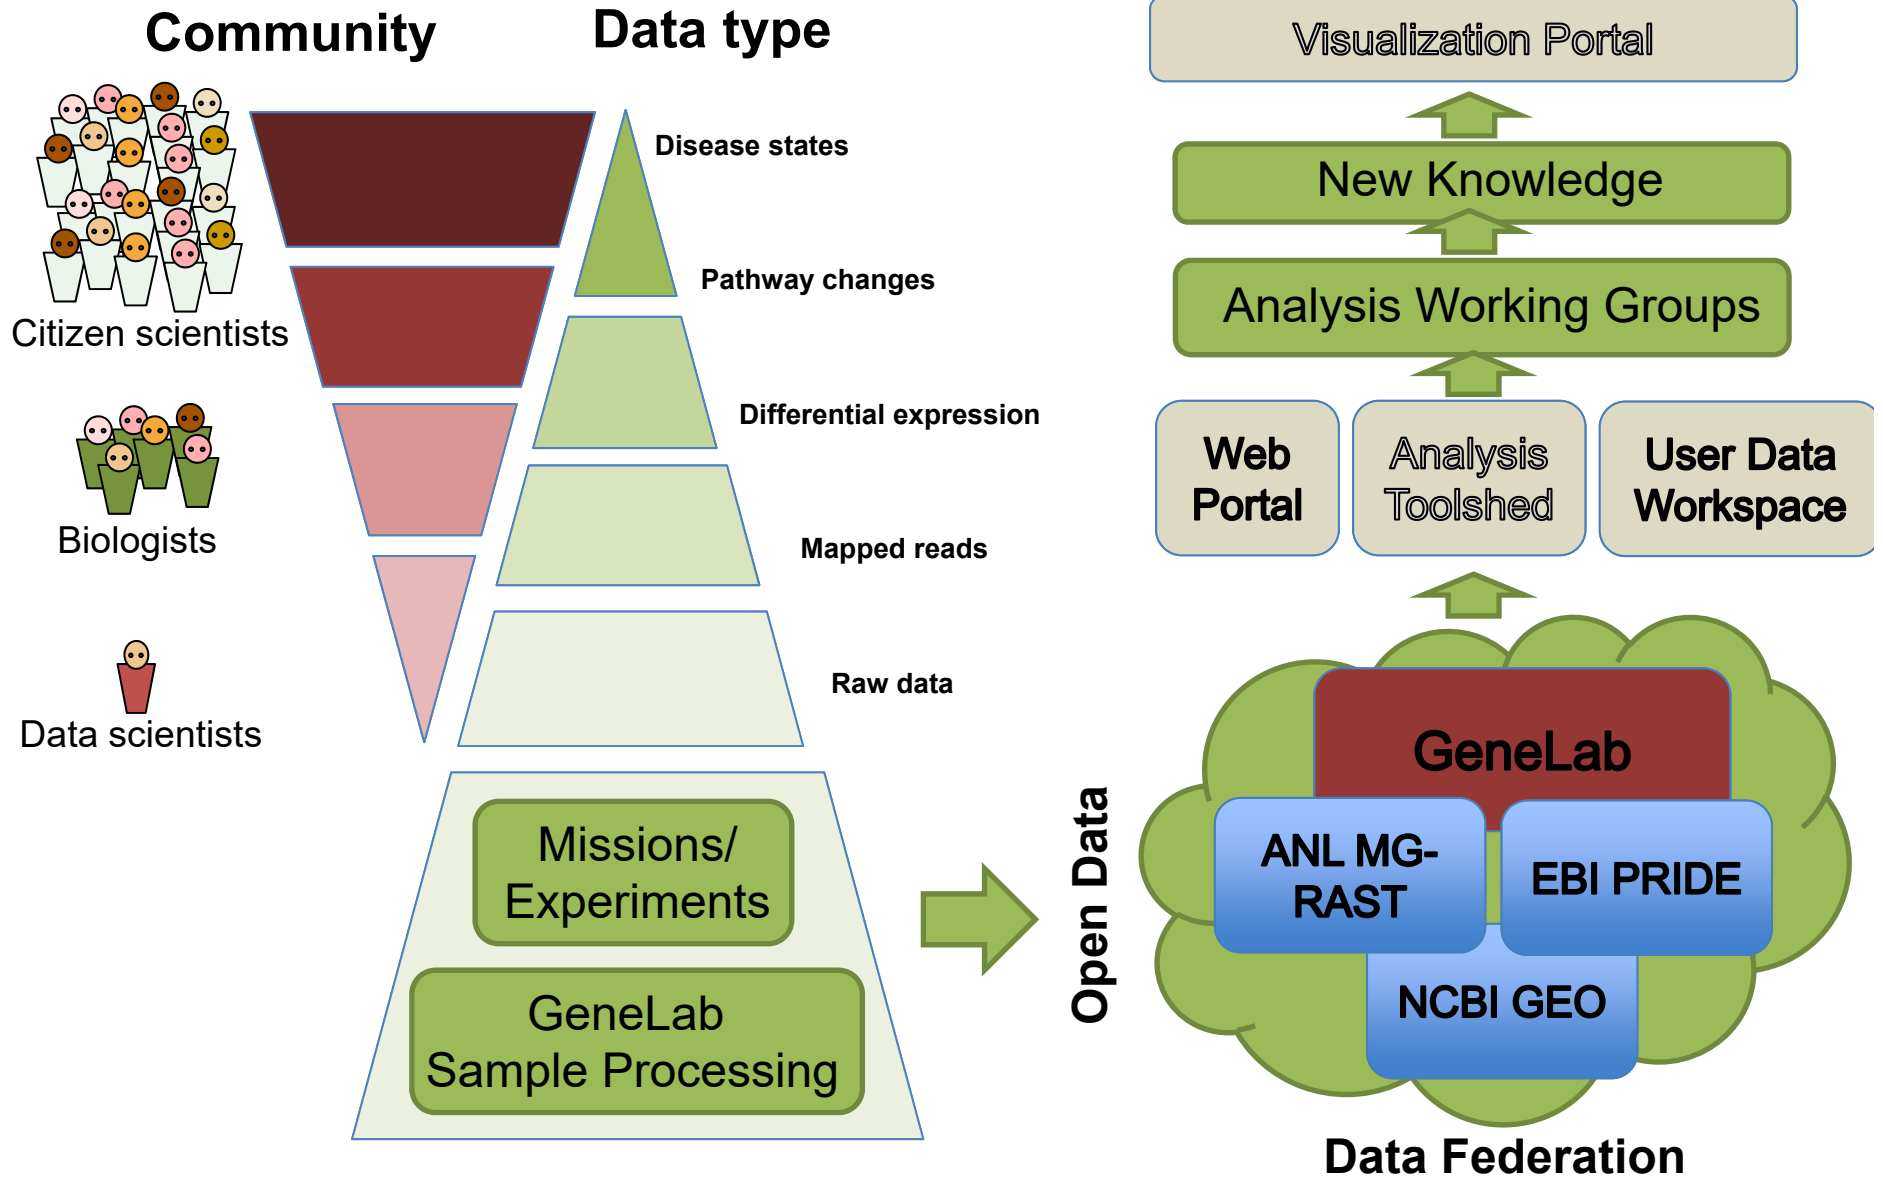 Community
Data type
Citizen scientists
Biologists
Data scientists
Disease states
Pathway changes
Differential expression
Mapped reads
Raw data
Missions/
Experiments
GeneLab
Sample Processing
Visualization Portal
New Knowledge
Analysis Working Groups
Web
Portal
Analysis
Toolshed
User Data
Workspace
Open Data
GeneLab
ANL MG-
RAST
EBI PRIDE
NCBI GEO
Data Federation